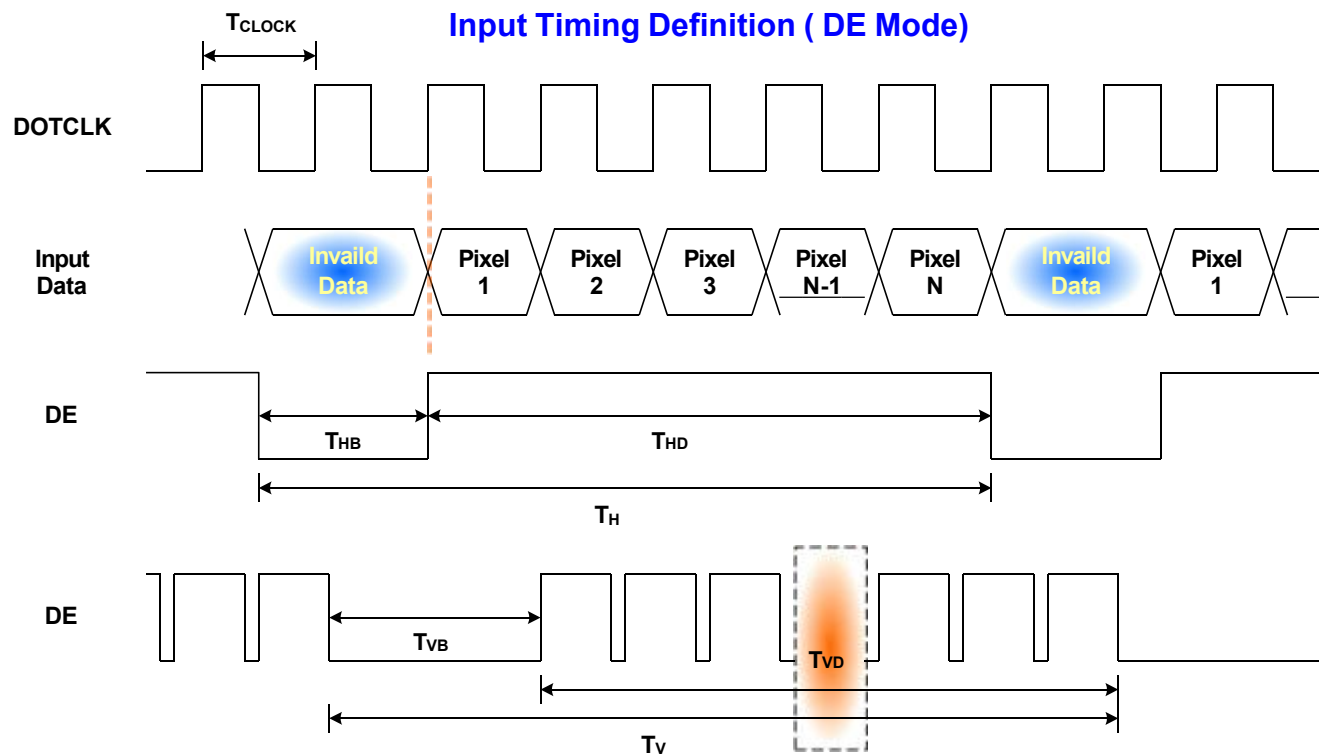 Input Timing Definition ( DE Mode)
TCLOCK
DOTCLK
Input
Data
Invaild
Data
Pixel
1
Pixel
2
Pixel
3
Pixel
N-1
Pixel
N
Invaild
Data
Pixel
1
DE
THB
THD
TH
DE
TVB
TVD
TV